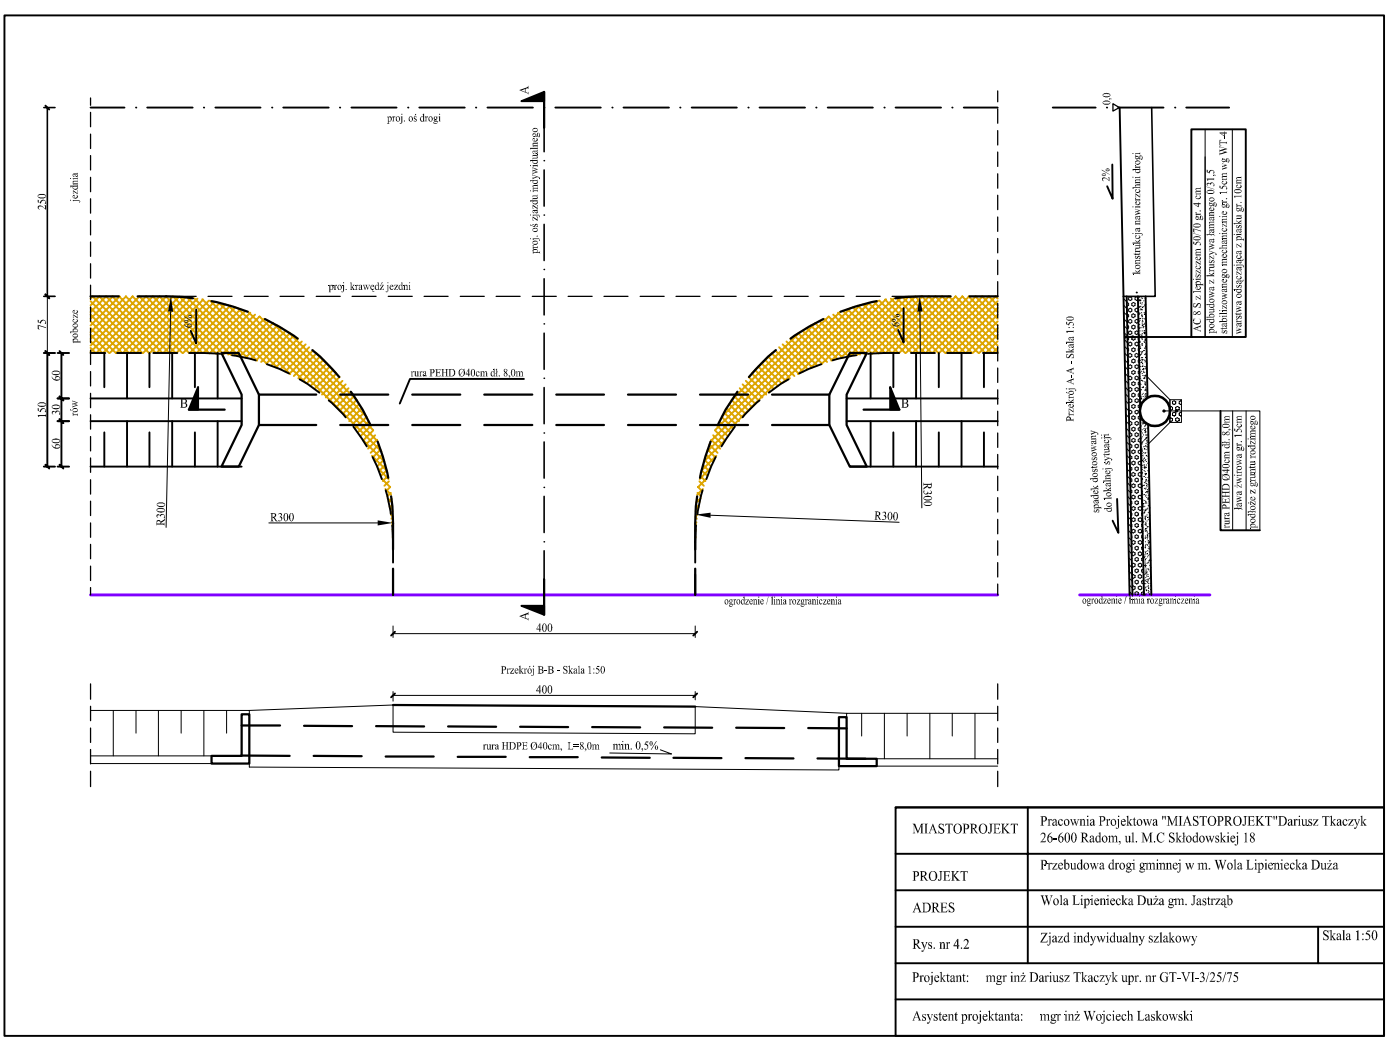 A
proj. oś drogi
jezdnia
250
proj. oś zjazdu indywidualnego
proj. krawędź jezdni
75
pobocze
6%
6%
60
150
30
rów
60
rura PEHD Ø40cm dł. 8,0m
B
B
R300
R300
R300
R300
A
ogrodzenie / linia rozgraniczenia
400
0,0
2%
konstrukcja nawierzchni drogi
AC 8 S z lepiszczem 50/70 gr. 4 cm
podbudowa z kruszywa łamanego 0/31,5
stabilizowanego mechanicznie gr. 15cm wg WT-4
warstwa odsączająca z piasku gr. 10cm
Przekrój A-A - Skala 1:50
spadek dostosowany
do lokalnej sytuacji
rura PEHD Ø40cm dł. 8,0m
ława żwirowa gr. 15cm
podłoże z gruntu rodzimego
ogrodzenie / linia rozgraniczenia
Przekrój B-B - Skala 1:50
400
rura HDPE Ø40cm, L=8,0m
min. 0,5%
MIASTOPROJEKT
Pracownia Projektowa "MIASTOPROJEKT"Dariusz Tkaczyk
26-600 Radom, ul. M.C Skłodowskiej 18
PROJEKT
Przebudowa drogi gminnej w m. Wola Lipieniecka Duża
ADRES
Wola Lipieniecka Duża gm. Jastrząb
Rys. nr 4.2
Zjazd indywidualny szlakowy
Skala 1:50
Projektant: mgr inż Dariusz Tkaczyk upr. nr GT-VI-3/25/75
Asystent projektanta: mgr inż Wojciech Laskowski